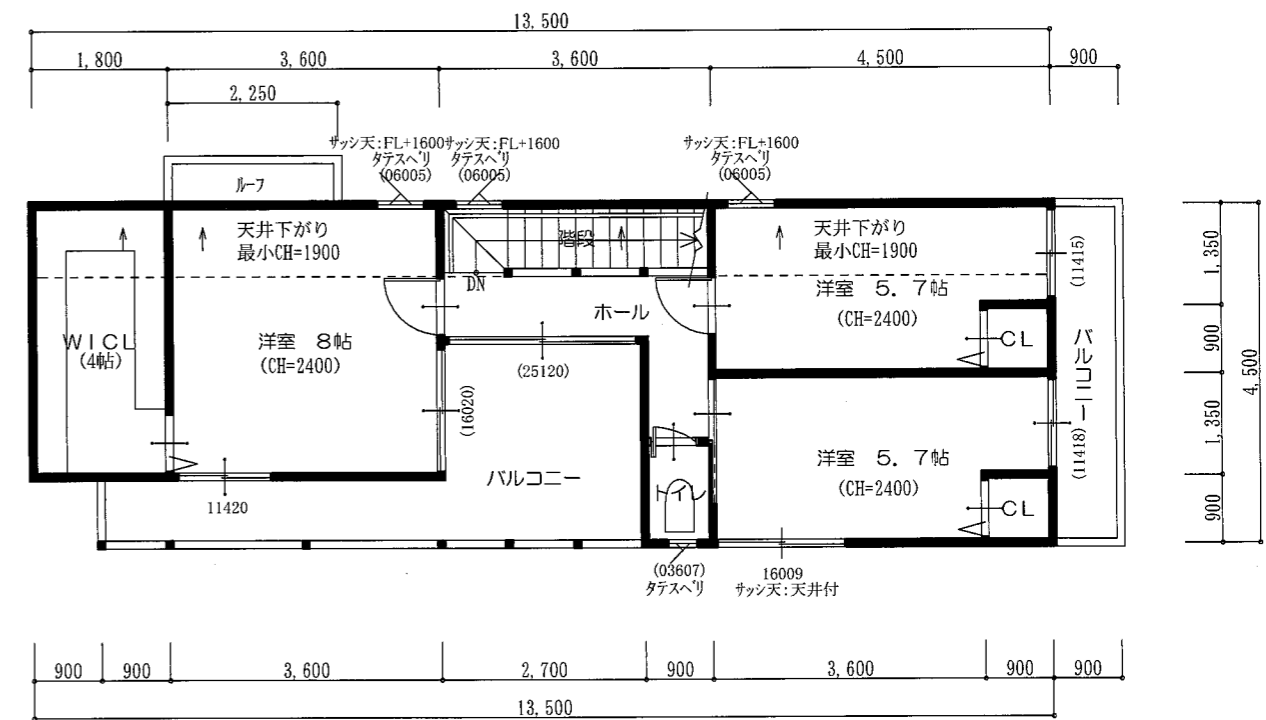 13,500
1,800
3,600
3,600
4,500
900
2,250
サッシ天:FL+1600
タテスベリ
(06005)
サッシ天:FL+1600
タテスベリ
(06005)
サッシ天:FL+1600
タテスベリ
(06005)
ルーフ
天井下がり
最小CH=1900
階段
DN
天井下がり
最小CH=1900
(11415)
1,350
洋室 5.7帖
(CH=2400)
ホール
WICL
(4帖)
洋室 8帖
(CH=2400)
(25120)
CL
バルコニー
900
4,500
(16020)
1,350
バルコニー
洋室 5.7帖
(CH=2400)
(11418)
トイレ
CL
900
11420
(03607)
タテスベリ
16009
サッシ天:天井付
900
900
3,600
2,700
900
3,600
900
900
13,500